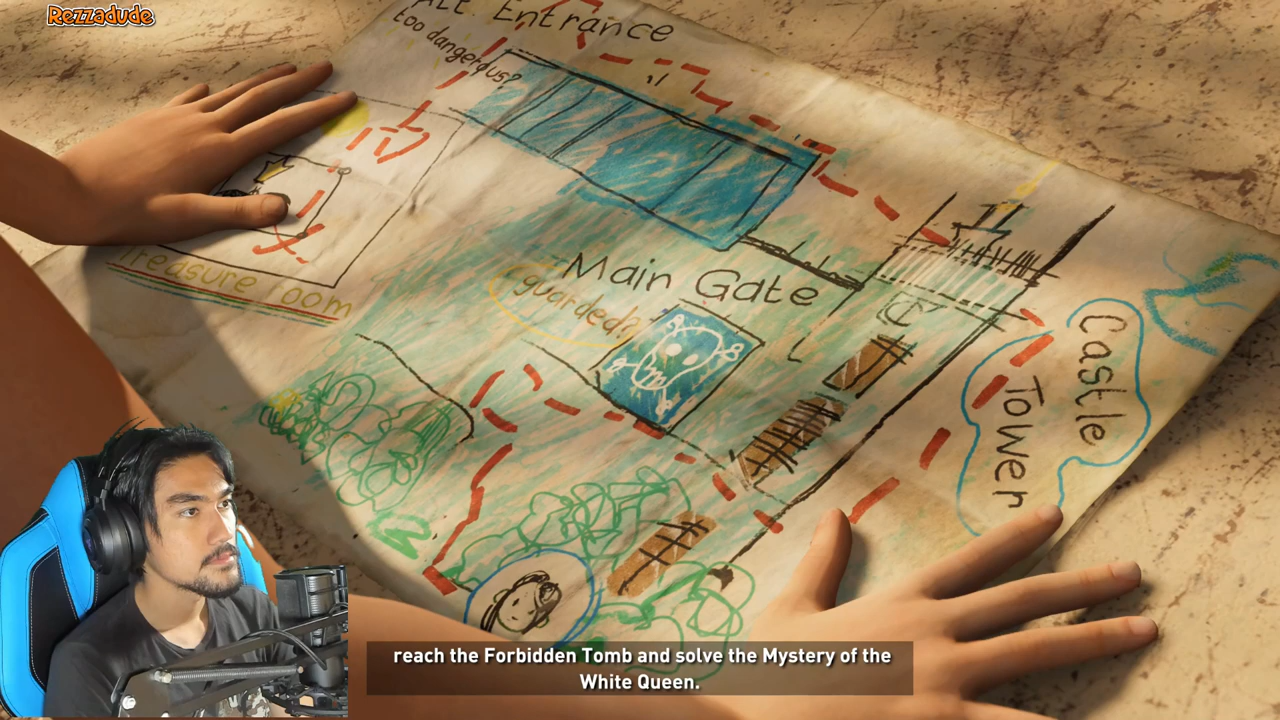 Rezzadude
Alt. Entrance
too dangerous?
Main Gate
guarded?
Treasure room
Castle
Tower
reach the Forbidden Tomb and solve the Mystery of the
White Queen.